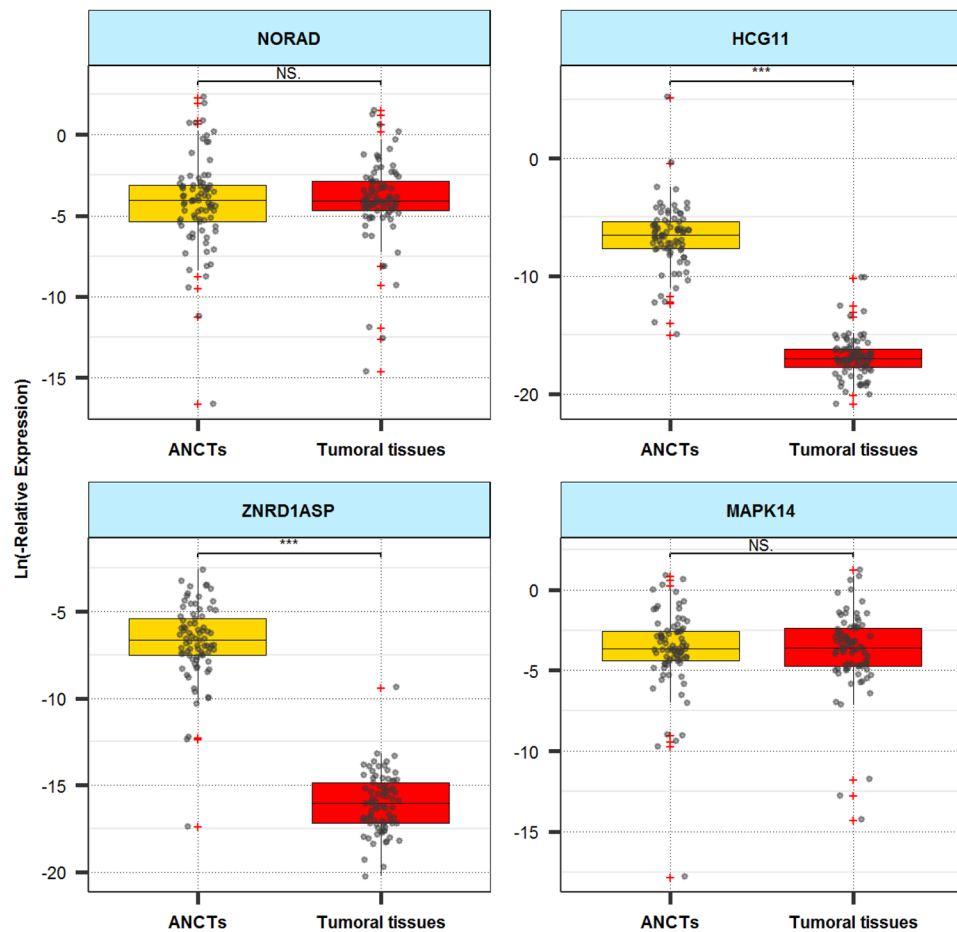 NORAD
HCG11
NS.
***
0
-5
-10
-15
0
-10
-20
ANCTs
Tumoral tissues
ANCTs
Tumoral tissues
Ln(-Relative Expression)
ZNRD1ASP
MAPK14
***
NS.
-5
-10
-15
-20
0
-5
-10
-15
ANCTs
Tumoral tissues
ANCTs
Tumoral tissues